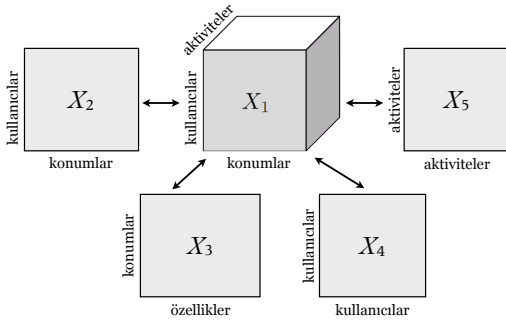 aktiviteler
kullanıcılar
X₂
konumlar
kullanıcılar
X₁
konumlar
aktiviteler
X₅
aktiviteler
konumlar
X₃
özellikler
kullanıcılar
X₄
kullanıcılar